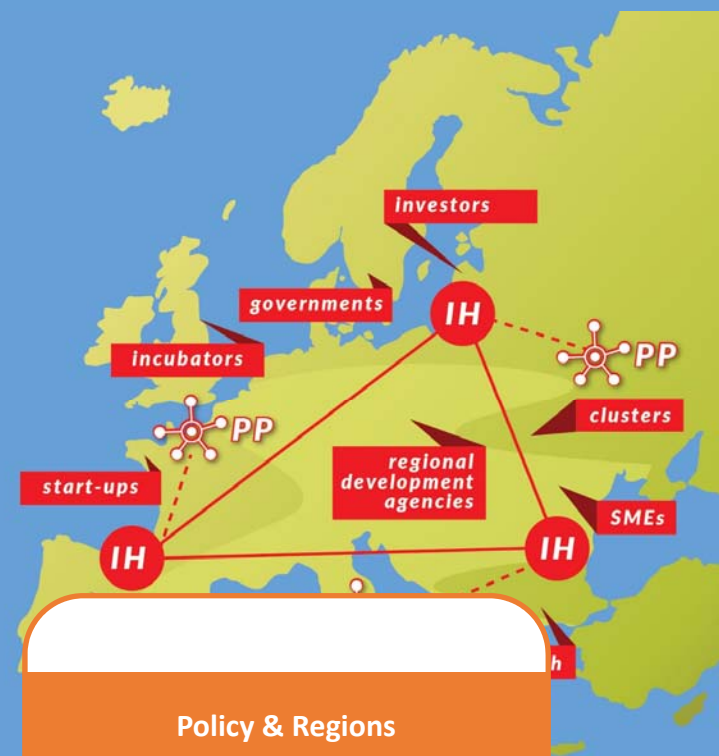 investors
governments
IH
incubators
PP
PP
clusters
regional
development
agencies
start-ups
SMEs
IH
IH
h
Policy & Regions